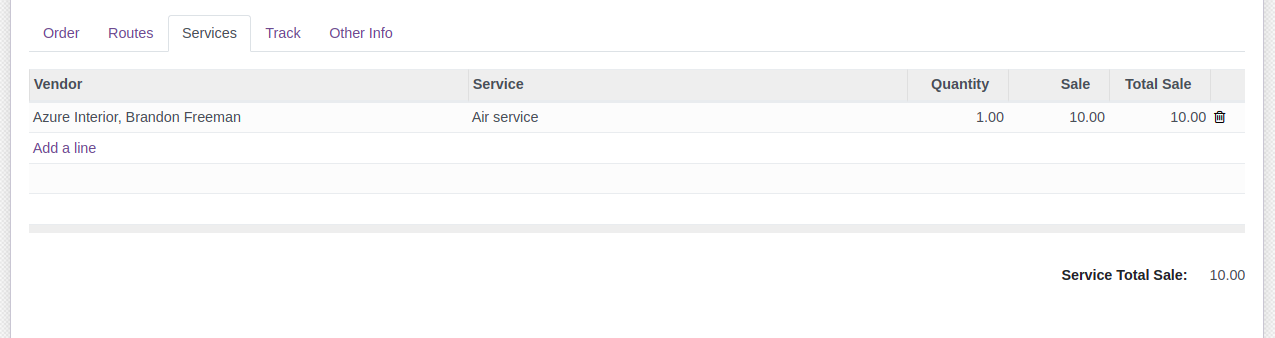 Order Routes Services Track Other Info
Vendor Service Quantity Sale Total Sale
Azure Interior, Brandon Freeman Air service 1.00 10.00 10.00
Add a line
Service Total Sale: 10.00